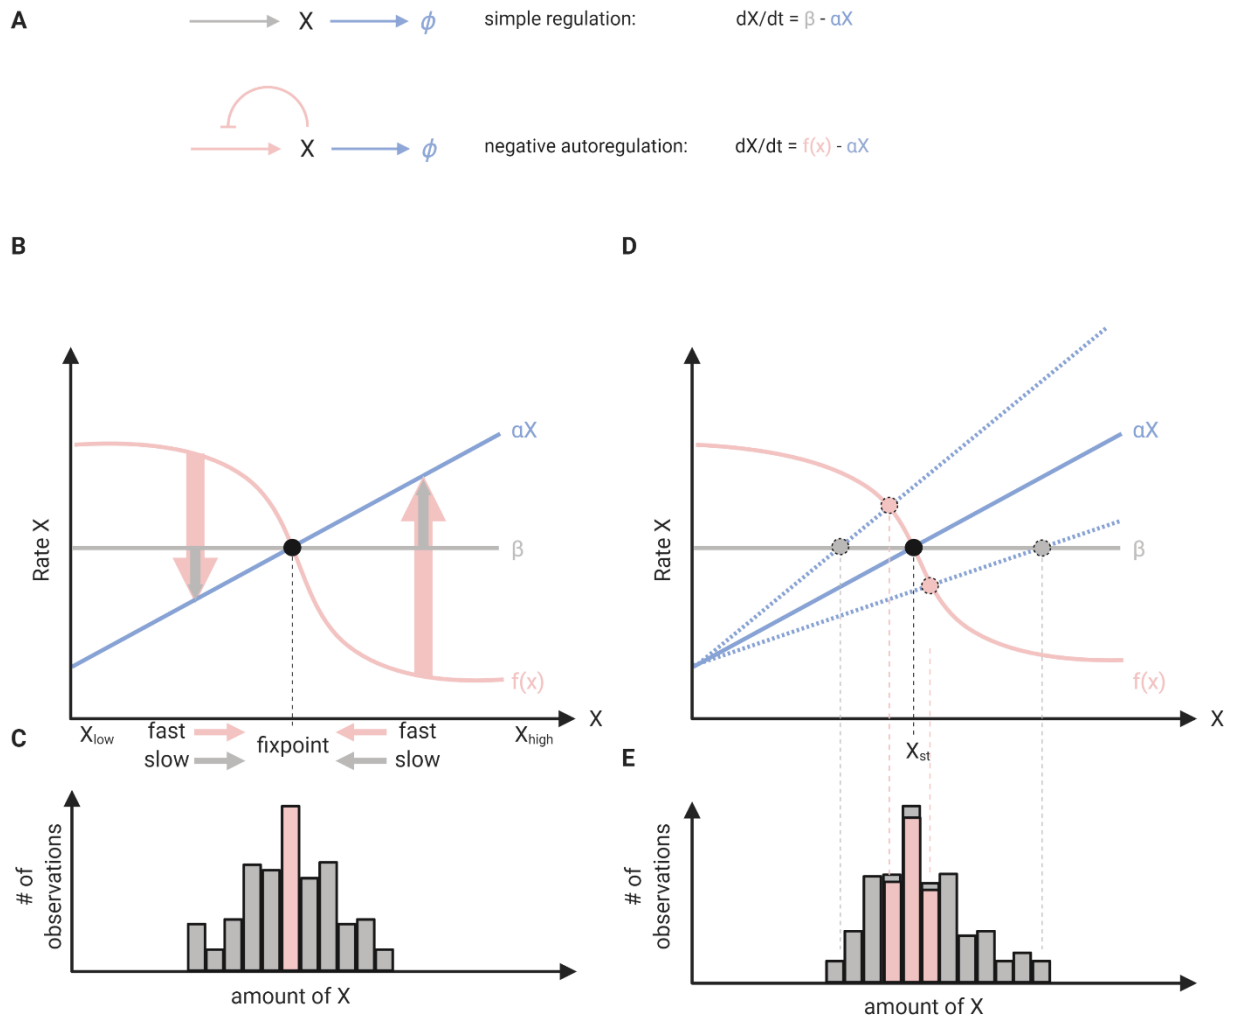 A
X
ϕ
simple regulation:
dX/dt = β - αX
X
ϕ
negative autoregulation:
dX/dt = f(x) - αX
B
Rate X
αX
β
f(x)
X
Xlow
fast
fast
Xhigh
slow
fixpoint
slow
C
# of
observations
amount of X
D
Rate X
αX
β
f(x)
X
Xst
E
# of
observations
amount of X